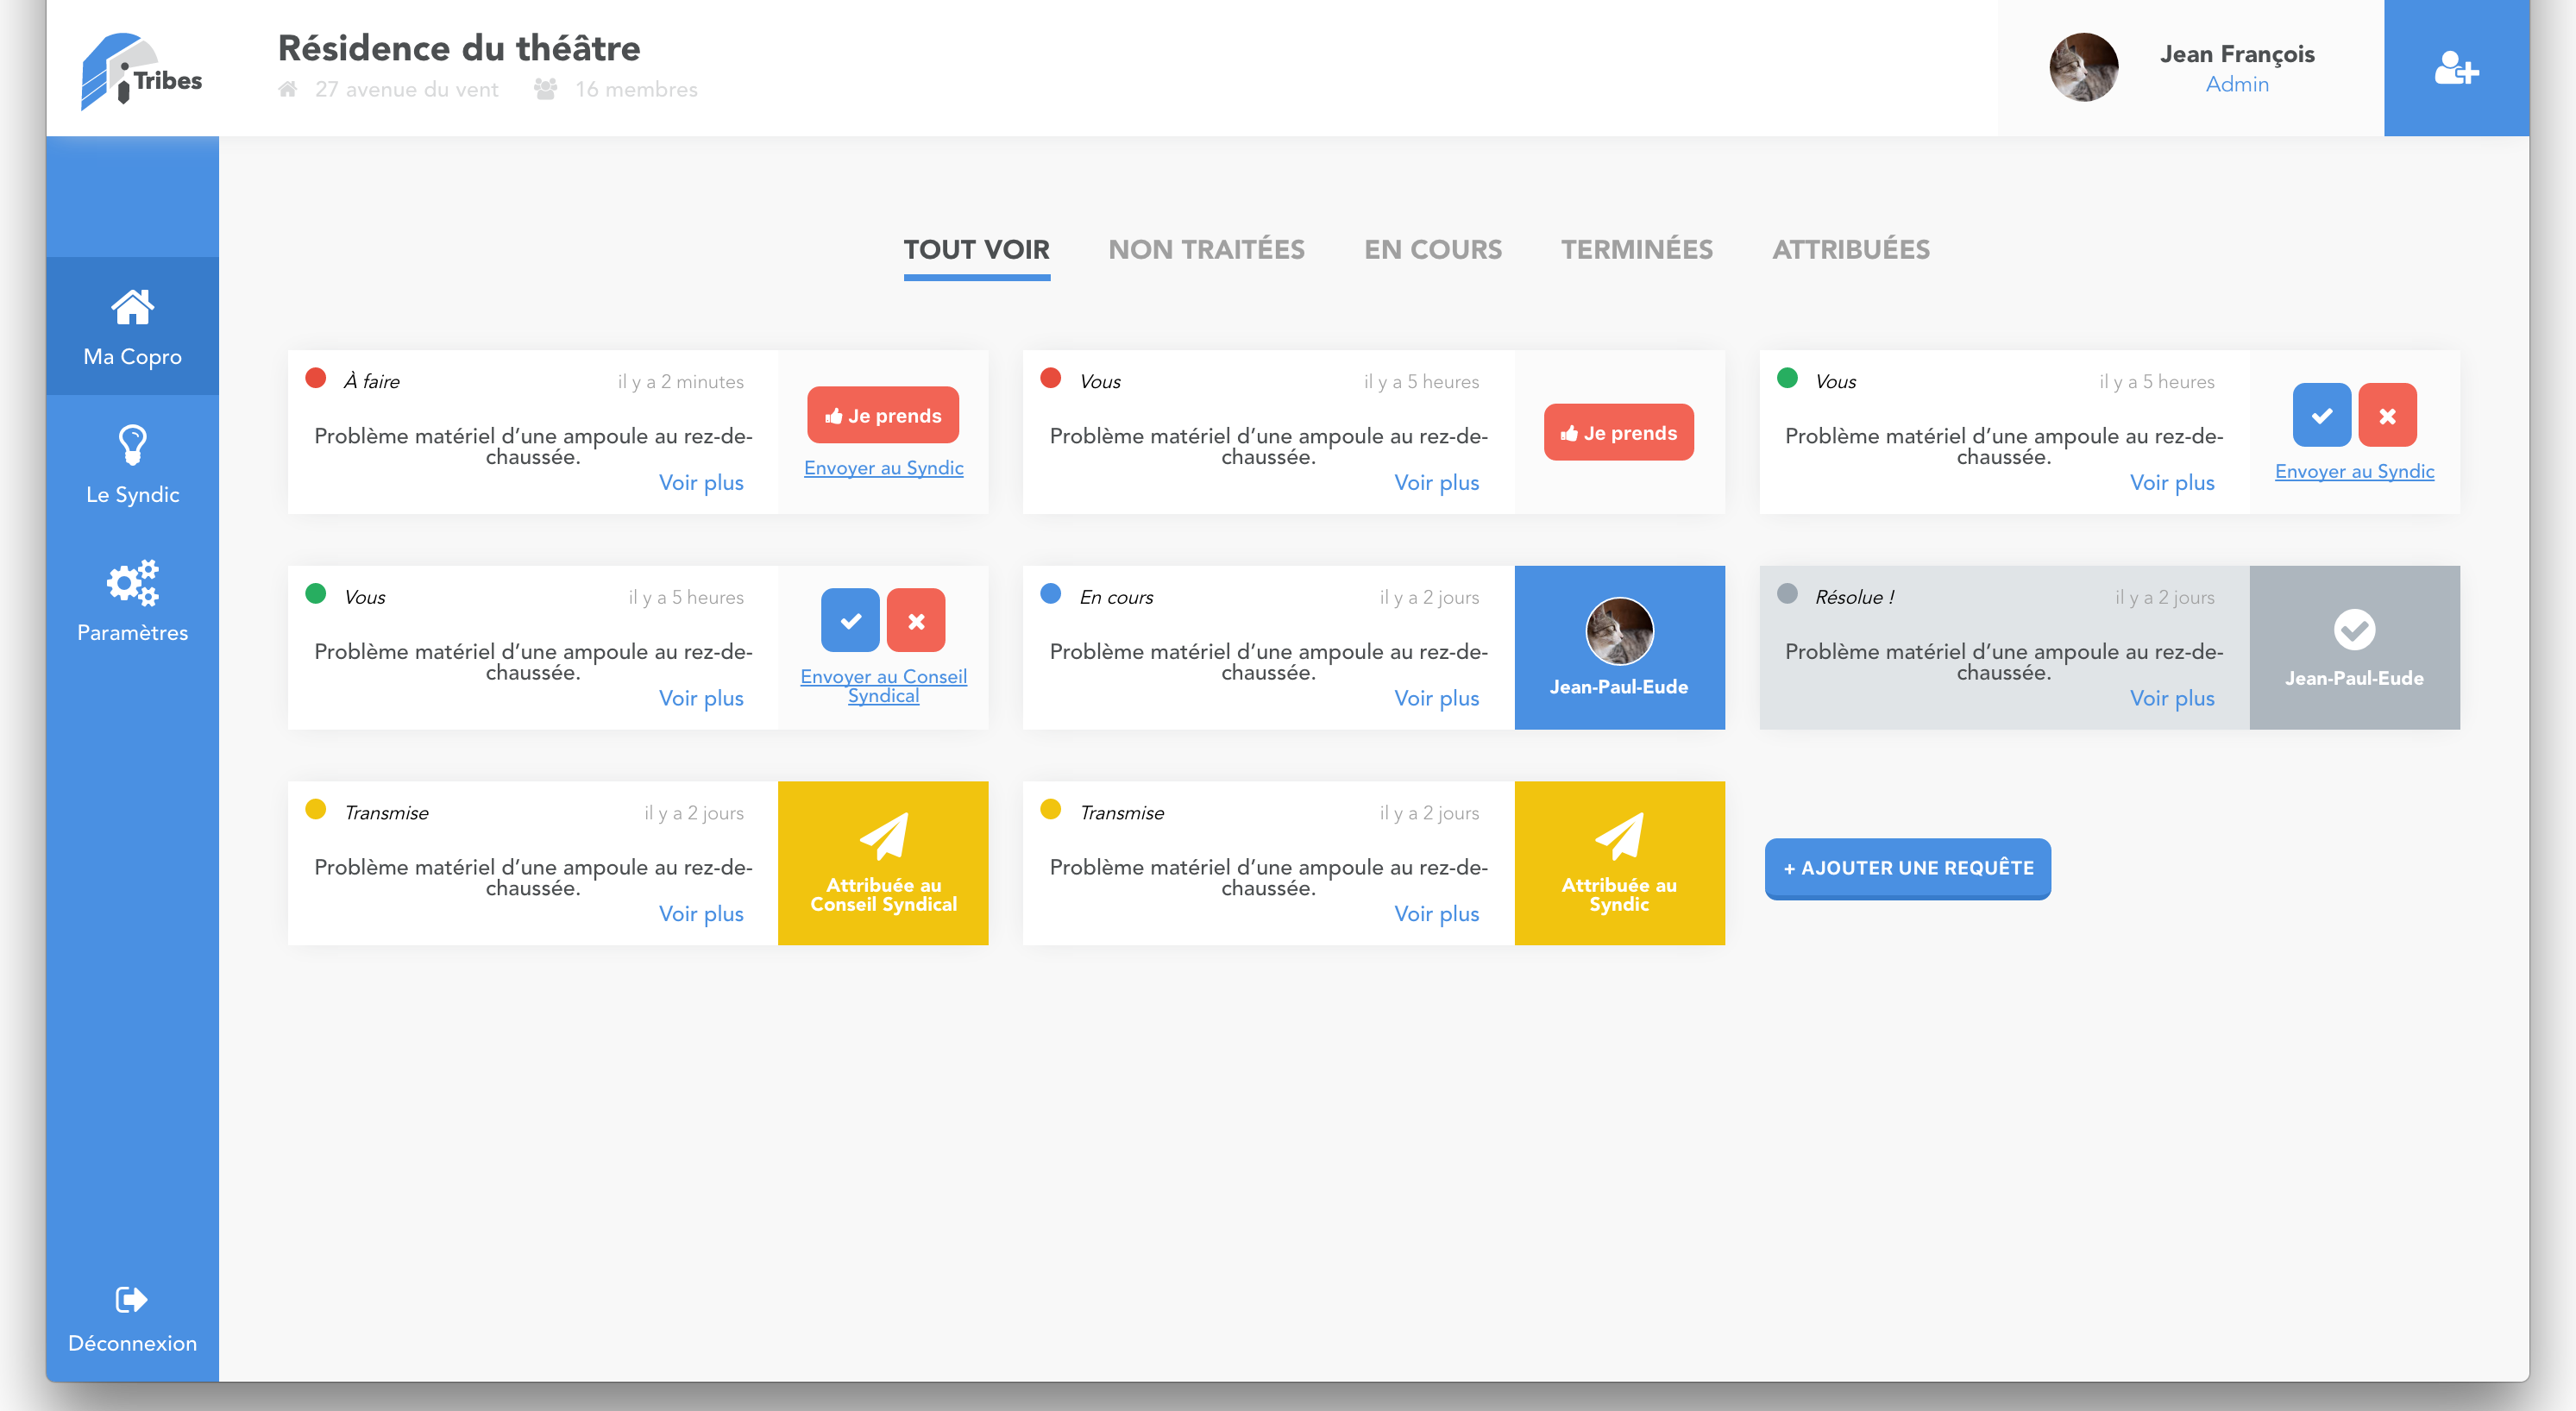 Tribes
Résidence du théâtre
27 avenue du vent 16 membres
Jean François
Admin
Ma Copro
Le Syndic
Paramètres
Déconnexion
TOUT VOIR NON TRAITÉES EN COURS TERMINÉES ATTRIBUÉES
À faire il y a 2 minutes
Problème matériel d’une ampoule au rez-de-
chaussée.
Voir plus
Je prends
Envoyer au Syndic
Vous il y a 5 heures
Problème matériel d’une ampoule au rez-de-
chaussée.
Voir plus
Je prends
Vous il y a 5 heures
Problème matériel d’une ampoule au rez-de-
chaussée.
Voir plus
Envoyer au Syndic
Vous il y a 5 heures
Problème matériel d’une ampoule au rez-de-
chaussée.
Voir plus
Envoyer au Conseil
Syndical
En cours il y a 2 jours
Problème matériel d’une ampoule au rez-de-
chaussée.
Voir plus
Jean-Paul-Eude
Résolue ! il y a 2 jours
Problème matériel d’une ampoule au rez-de-
chaussée.
Voir plus
Jean-Paul-Eude
Transmise il y a 2 jours
Problème matériel d’une ampoule au rez-de-
chaussée.
Voir plus
Attribuée au
Conseil Syndical
Transmise il y a 2 jours
Problème matériel d’une ampoule au rez-de-
chaussée.
Voir plus
Attribuée au
Syndic
+ AJOUTER UNE REQUÊTE